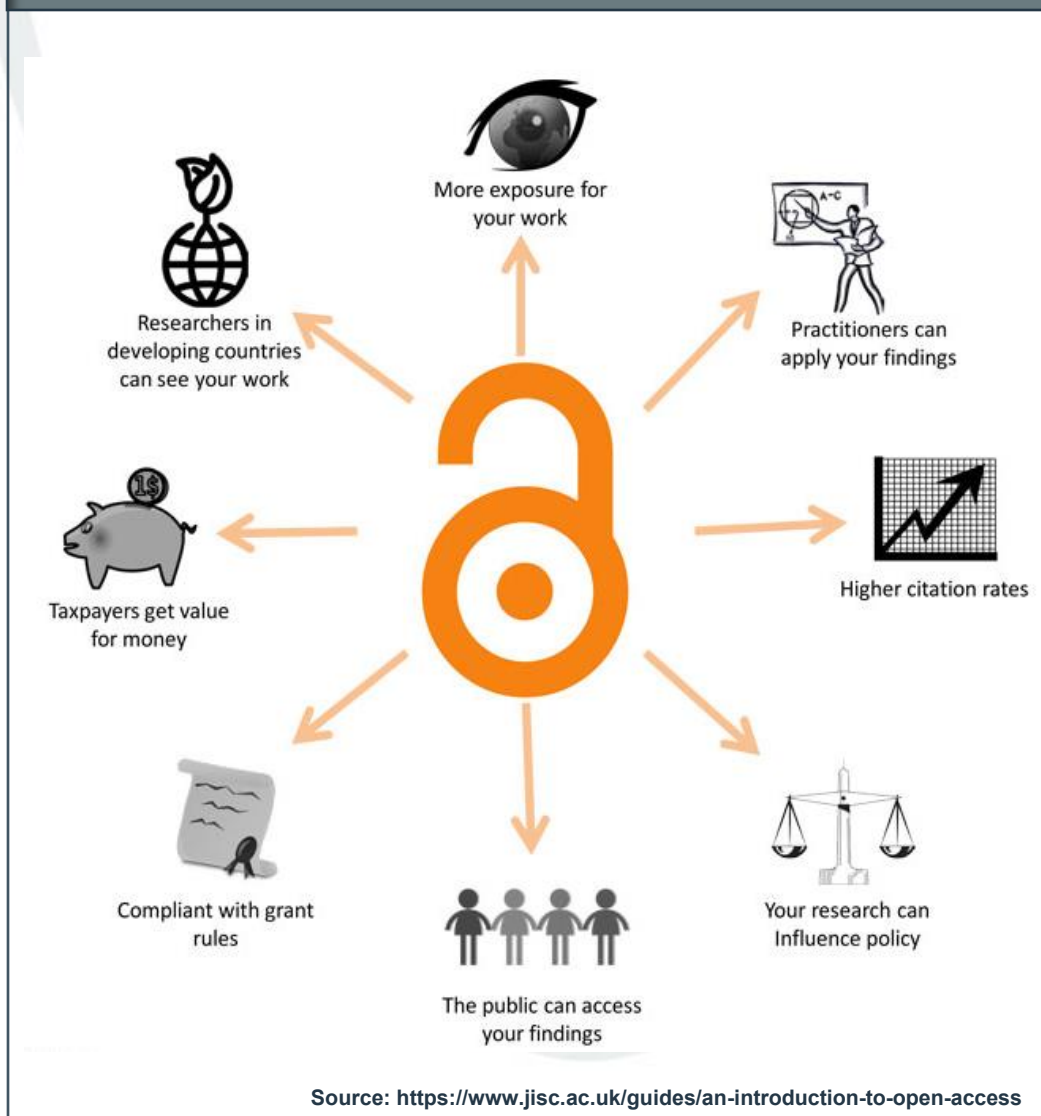 More exposure for
your work
A-C
Practitioners can
apply your findings
Higher citation rates
Your research can
Influence policy
The public can access
your findings
Compliant with grant
rules
1$
Taxpayers get value
for money
Researchers in
developing countries
can see your work
Source: https://www.jisc.ac.uk/guides/an-introduction-to-open-access